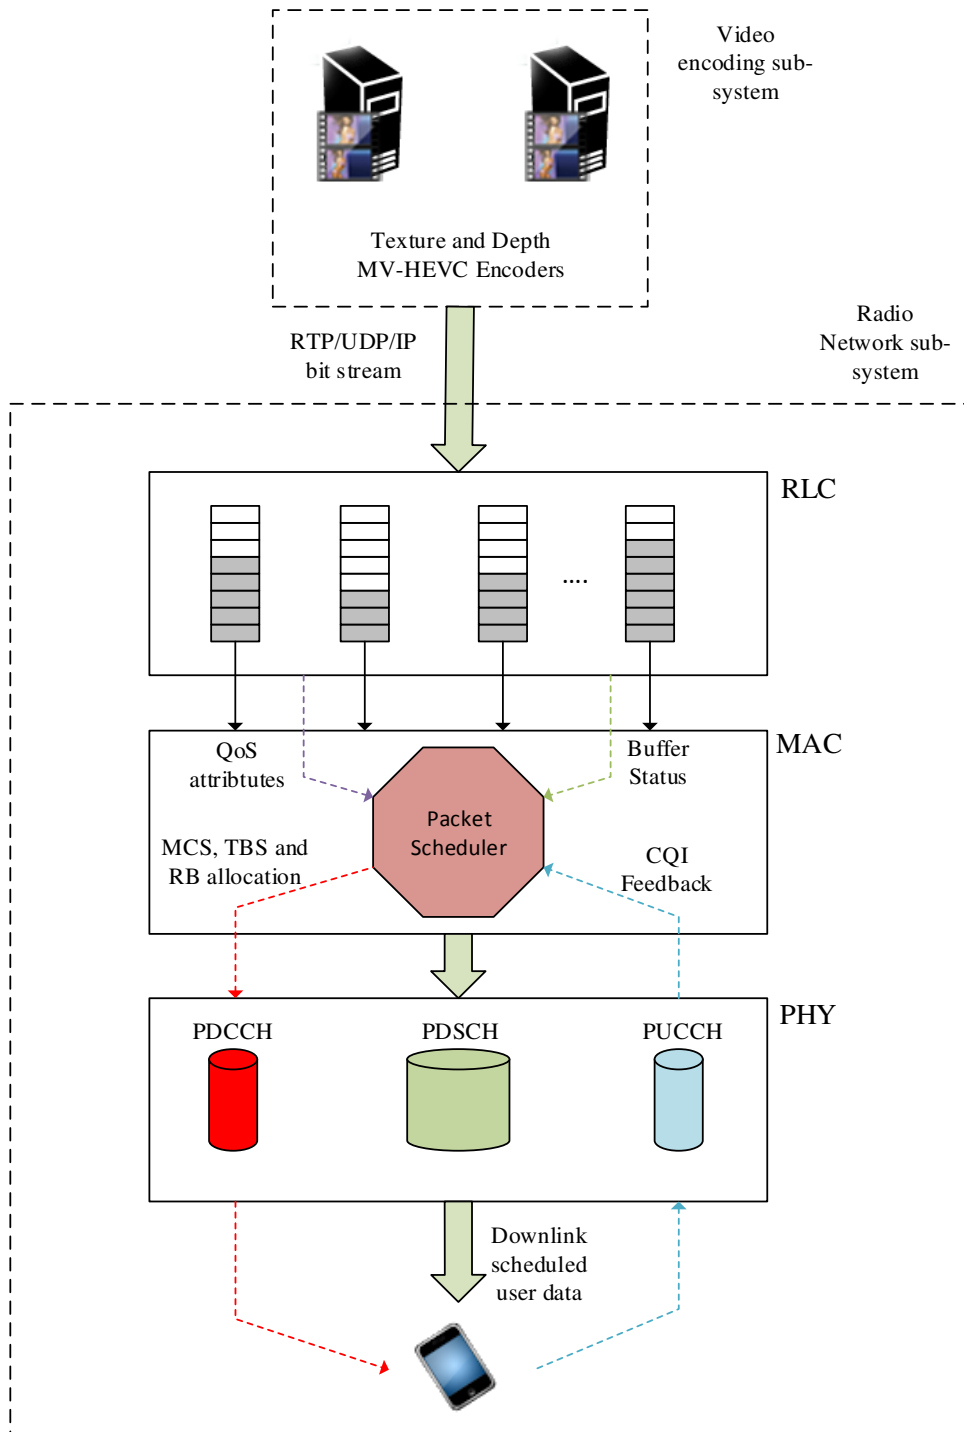 Video
encoding sub-
system
Texture and Depth
MV-HEVC Encoders
RTP/UDP/IP
bit stream
Radio
Network sub-
system
RLC
....
MAC
QoS
attribtutes
Buffer
Status
Packet
Scheduler
MCS, TBS and
RB allocation
CQI
Feedback
PHY
PDCCH
PDSCH
PUCCH
Downlink
scheduled
user data